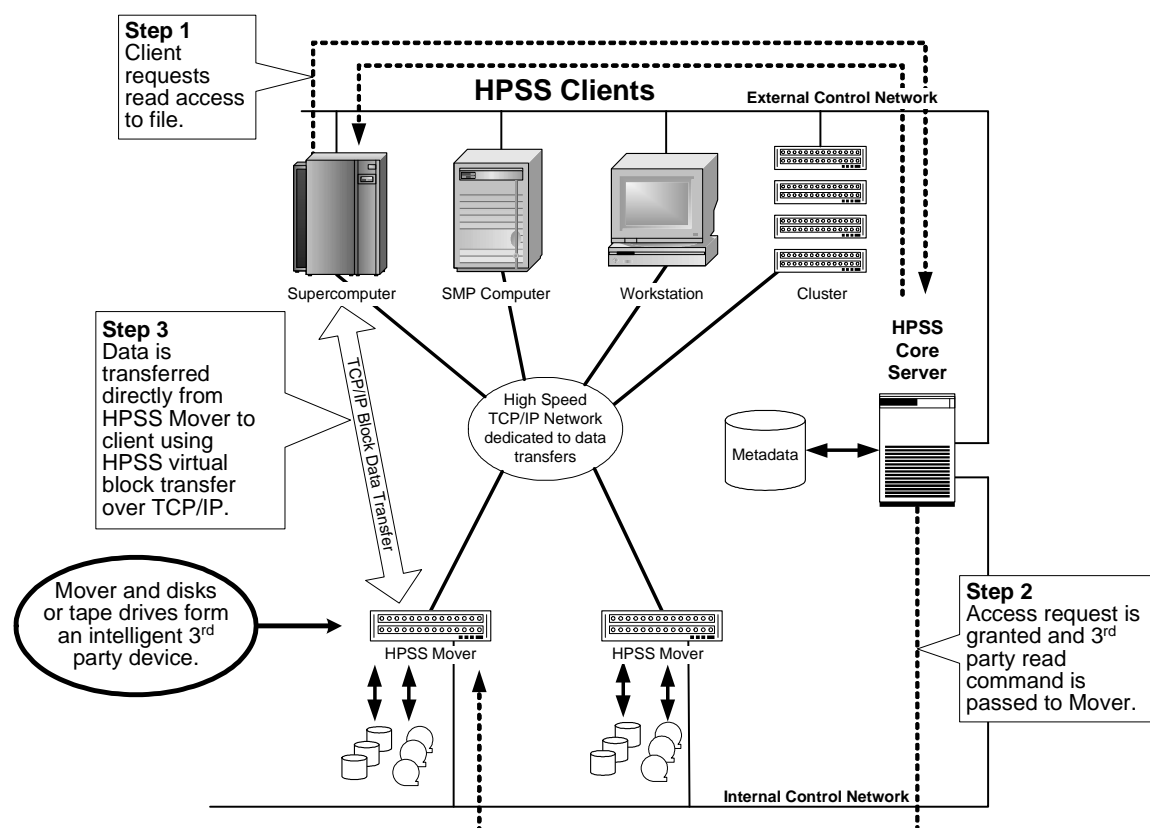 Step 1
Client
requests
read access
to file.
HPSS Clients
External Control Network
Supercomputer
SMP Computer
Workstation
Cluster
Step 3
Data is
transferred
directly from
HPSS Mover to
client using
HPSS virtual
block transfer
over TCP/IP.
TCP/IP Block Data Transfer
High Speed
TCP/IP Network
dedicated to data
transfers
HPSS
Core
Server
Metadata
Mover and disks
or tape drives form
an intelligent 3rd
party device.
HPSS Mover
HPSS Mover
Step 2
Access request is
granted and 3rd
party read
command is
passed to Mover.
Internal Control Network